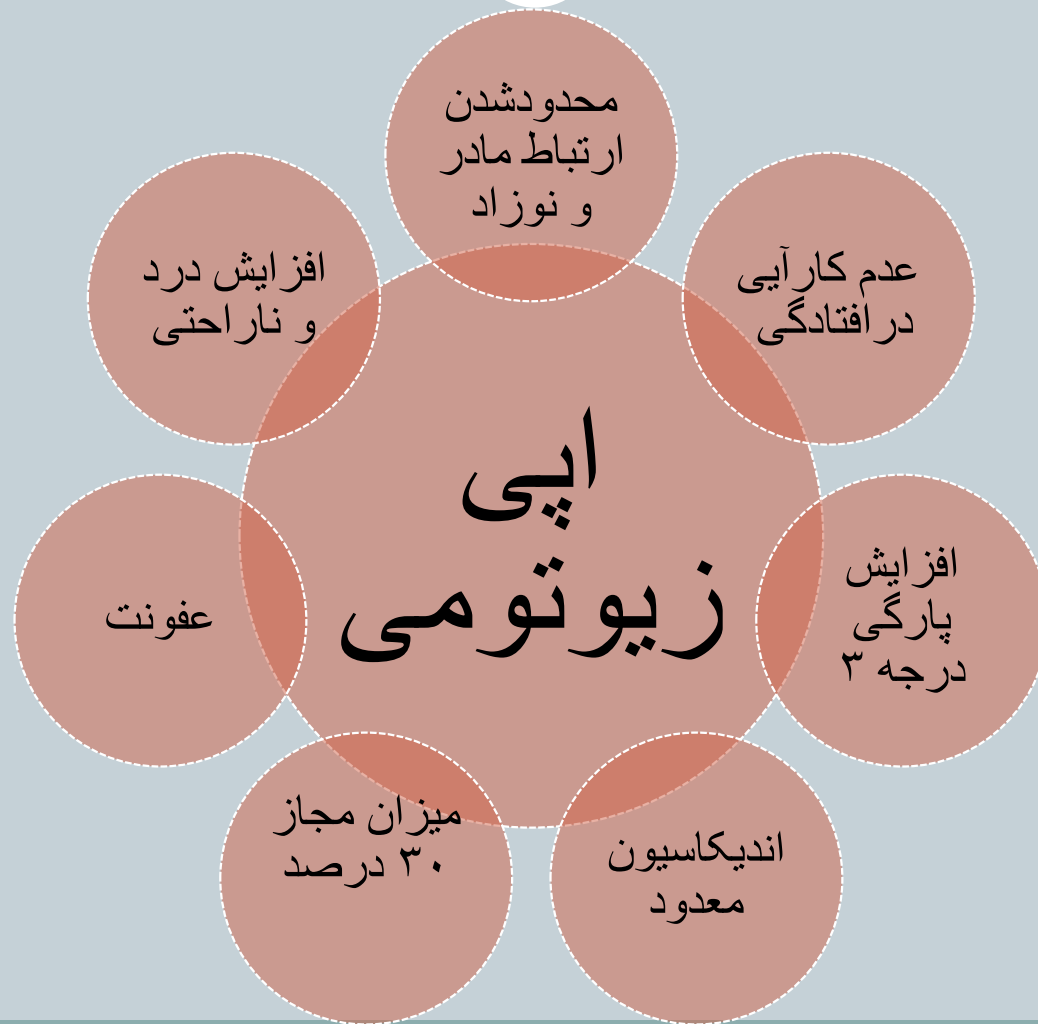 محدودشدن
ارتباط مادر
و نوزاد
عدم کارآیی
درافتادگی
افزایش
پارگی
درجه ۳
اندیکاسیون
معدود
میزان مجاز
۳۰ درصد
عفونت
افزایش درد
و ناراحتی
اپی
زیوتومی